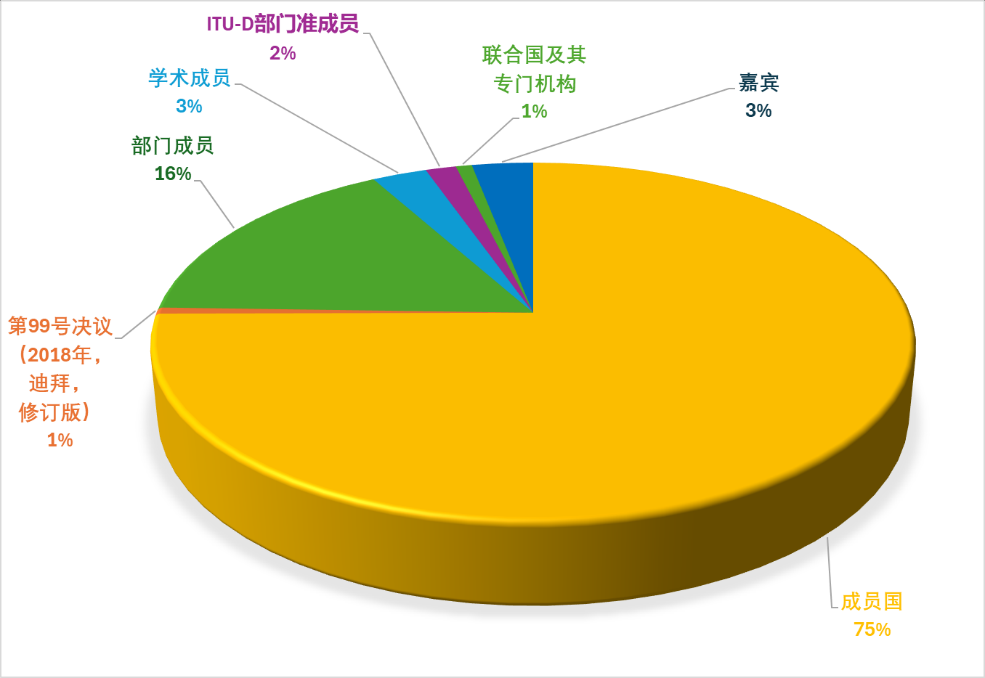 ITU-D部门准成员
2%
联合国及其
专门机构
1%
嘉宾
3%
学术成员
3%
部门成员
16%
第99号决议
(2018年，
迪拜，
修订版)
1%
成员国
75%